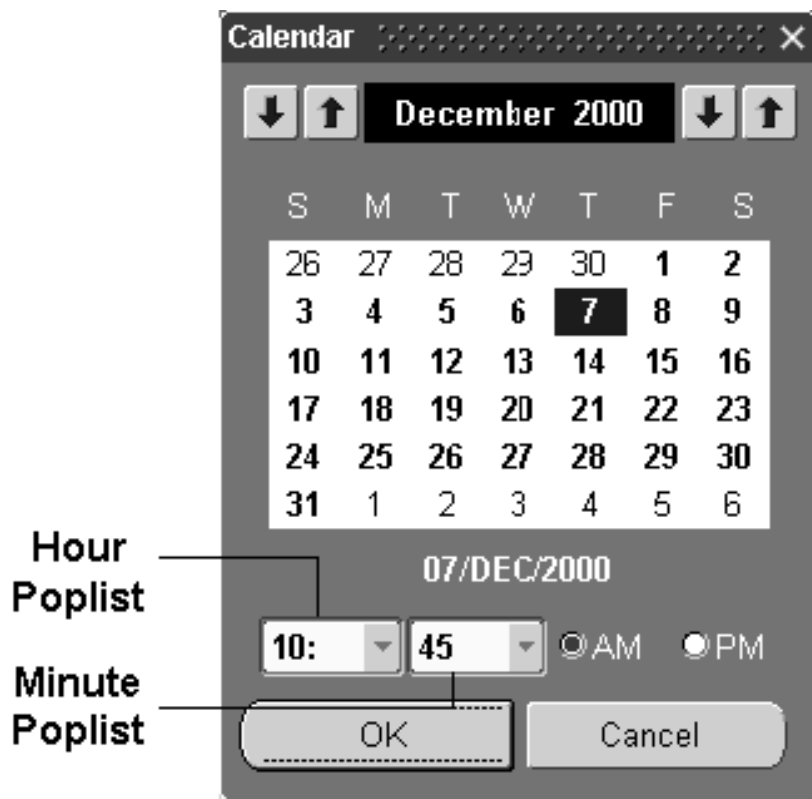 Calendar
December 2000
S M T W T F S
26 27 28 29 30 1 2
3 4 5 6 7 8 9
10 11 12 13 14 15 16
17 18 19 20 21 22 23
24 25 26 27 28 29 30
31 1 2 3 4 5 6
07/DEC/2000
Hour
Poplist
10: 45 AM PM
Minute
Poplist
OK Cancel